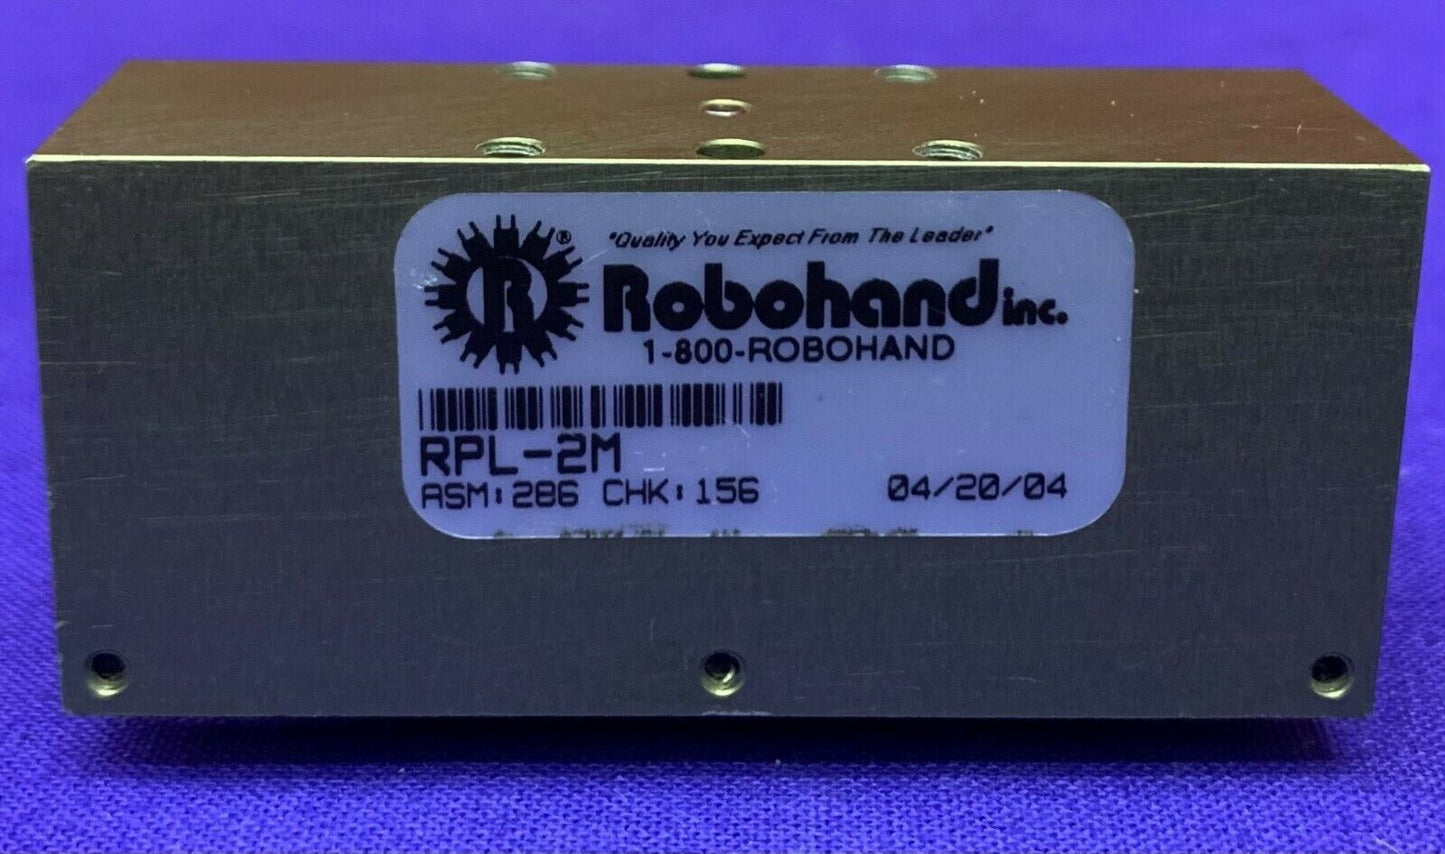 "Quality You Expect From The Leader"
R ®
Robohand inc.
1-800-ROBOHAND
RPL-2M
ASM: 286 CHK: 156 04/20/04